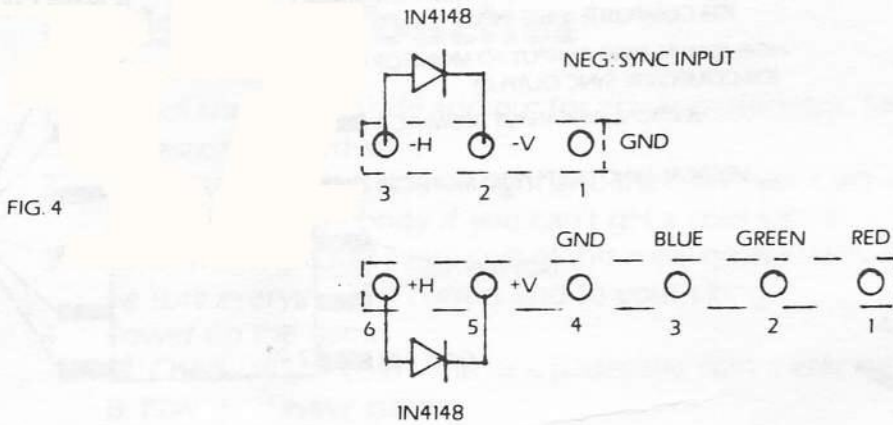 1N4148
NEG: SYNC INPUT
-H -V GND
3 2 1
FIG. 4
GND BLUE GREEN RED
+H +V
6 5 4 3 2 1
1N4148